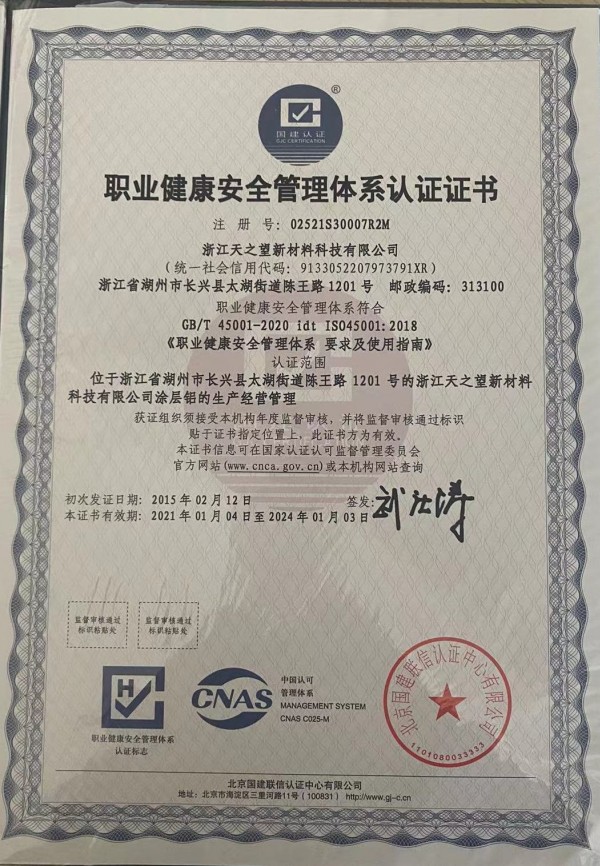 ®
国建认证
GJC CERTIFICATION
职业健康安全管理体系认证证书
注 册 号：02521S30007R2M
浙江天之望新材料科技有限公司
（统一社会信用代码：9133052207973791XR）
浙江省湖州市长兴县太湖街道陈王路1201号 邮政编码：313100
职业健康安全管理体系符合
GB/T 45001-2020 idt ISO45001:2018
《职业健康安全管理体系 要求及使用指南》
认证范围
位于浙江省湖州市长兴县太湖街道陈王路 1201 号的浙江天之望新材料
科技有限公司涂层铝的生产经营管理
获证组织须接受本机构年度监督审核，并将监督审核通过标识
贴于证书指定位置上，此证书方为有效。
本证书信息可在国家认证认可监督管理委员会
官方网站(www.cnca.gov.cn)或本机构网站查询
初次发证日期：2015 年 02 月 12 日
签发：
本证书有效期：2021 年 01 月 04 日至 2024 年 01 月 03 日
监督审核通过
标识粘贴处
监督审核通过
标识粘贴处
H
职业健康安全管理体系
认证标志
CNAS
中国认可
管理体系
MANAGEMENT SYSTEM
CNAS C025-M
北京国建联信认证中心有限公司
1101080033333
北京国建联信认证中心有限公司
地址：北京市海淀区三里河路11号（100831） http://www.gj-c.cn